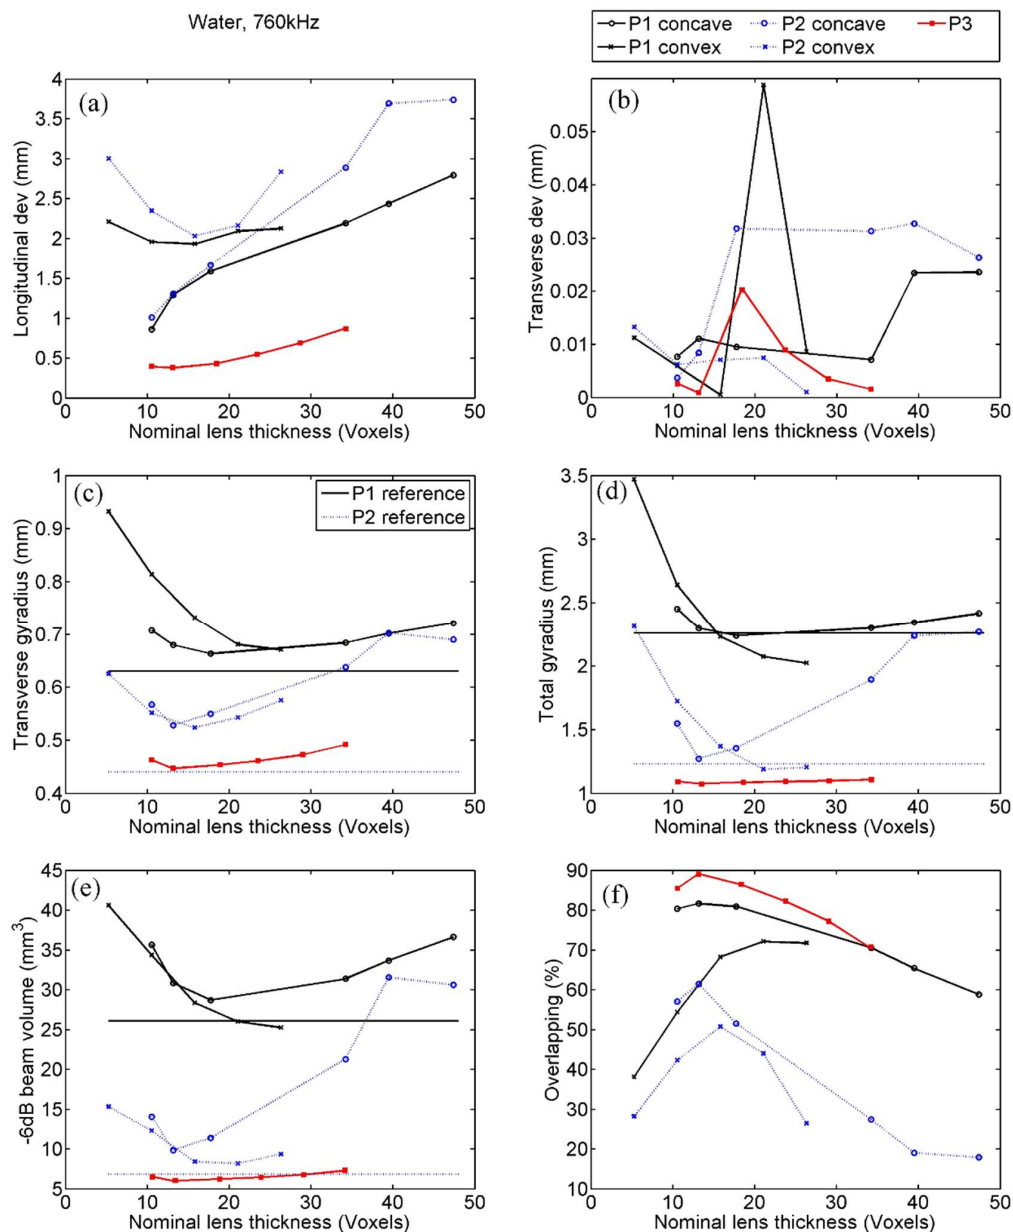 Water, 760kHz
P1 concave P2 concave P3
P1 convex P2 convex
(a)
Longitudinal dev (mm)
4
3.5
3
2.5
2
1.5
1
0.5
0
0 10 20 30 40 50
Nominal lens thickness (Voxels)
(b)
Transverse dev (mm)
0.05
0.04
0.03
0.02
0.01
0
0 10 20 30 40 50
Nominal lens thickness (Voxels)
(c)
P1 reference
P2 reference
Transverse gyradius (mm)
1
0.9
0.8
0.7
0.6
0.5
0.4
0 10 20 30 40 50
Nominal lens thickness (Voxels)
(d)
Total gyradius (mm)
3.5
3
2.5
2
1.5
1
0 10 20 30 40 50
Nominal lens thickness (Voxels)
(e)
-6dB beam volume (mm³)
45
40
35
30
25
20
15
10
5
0 10 20 30 40 50
Nominal lens thickness (Voxels)
(f)
Overlapping (%)
90
80
70
60
50
40
30
20
10
0 10 20 30 40 50
Nominal lens thickness (Voxels)